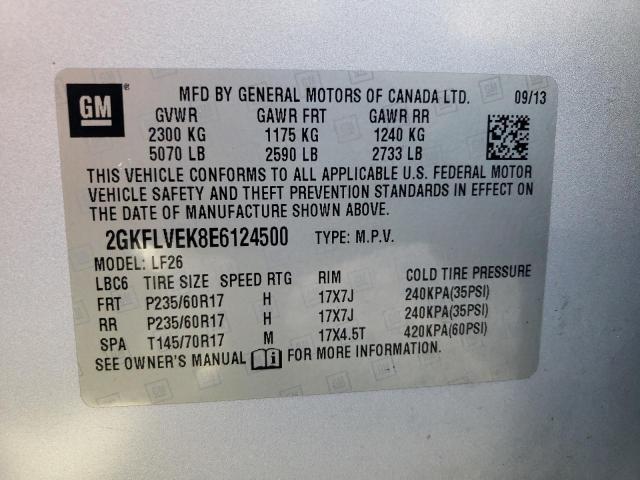 GM ®
MFD BY GENERAL MOTORS OF CANADA LTD. 09/13
GVWR GAWR FRT GAWR RR
2300 KG 1175 KG 1240 KG
5070 LB 2590 LB 2733 LB
THIS VEHICLE CONFORMS TO ALL APPLICABLE U.S. FEDERAL MOTOR
VEHICLE SAFETY AND THEFT PREVENTION STANDARDS IN EFFECT ON
THE DATE OF MANUFACTURE SHOWN ABOVE.
2GKFLVEK8E6124500 TYPE: M.P.V.
MODEL: LF26
LBC6 TIRE SIZE SPEED RTG RIM COLD TIRE PRESSURE
FRT P235/60R17 H 17X7J 240KPA(35PSI)
RR P235/60R17 H 17X7J 240KPA(35PSI)
SPA T145/70R17 M 17X4.5T 420KPA(60PSI)
SEE OWNER'S MANUAL FOR MORE INFORMATION.